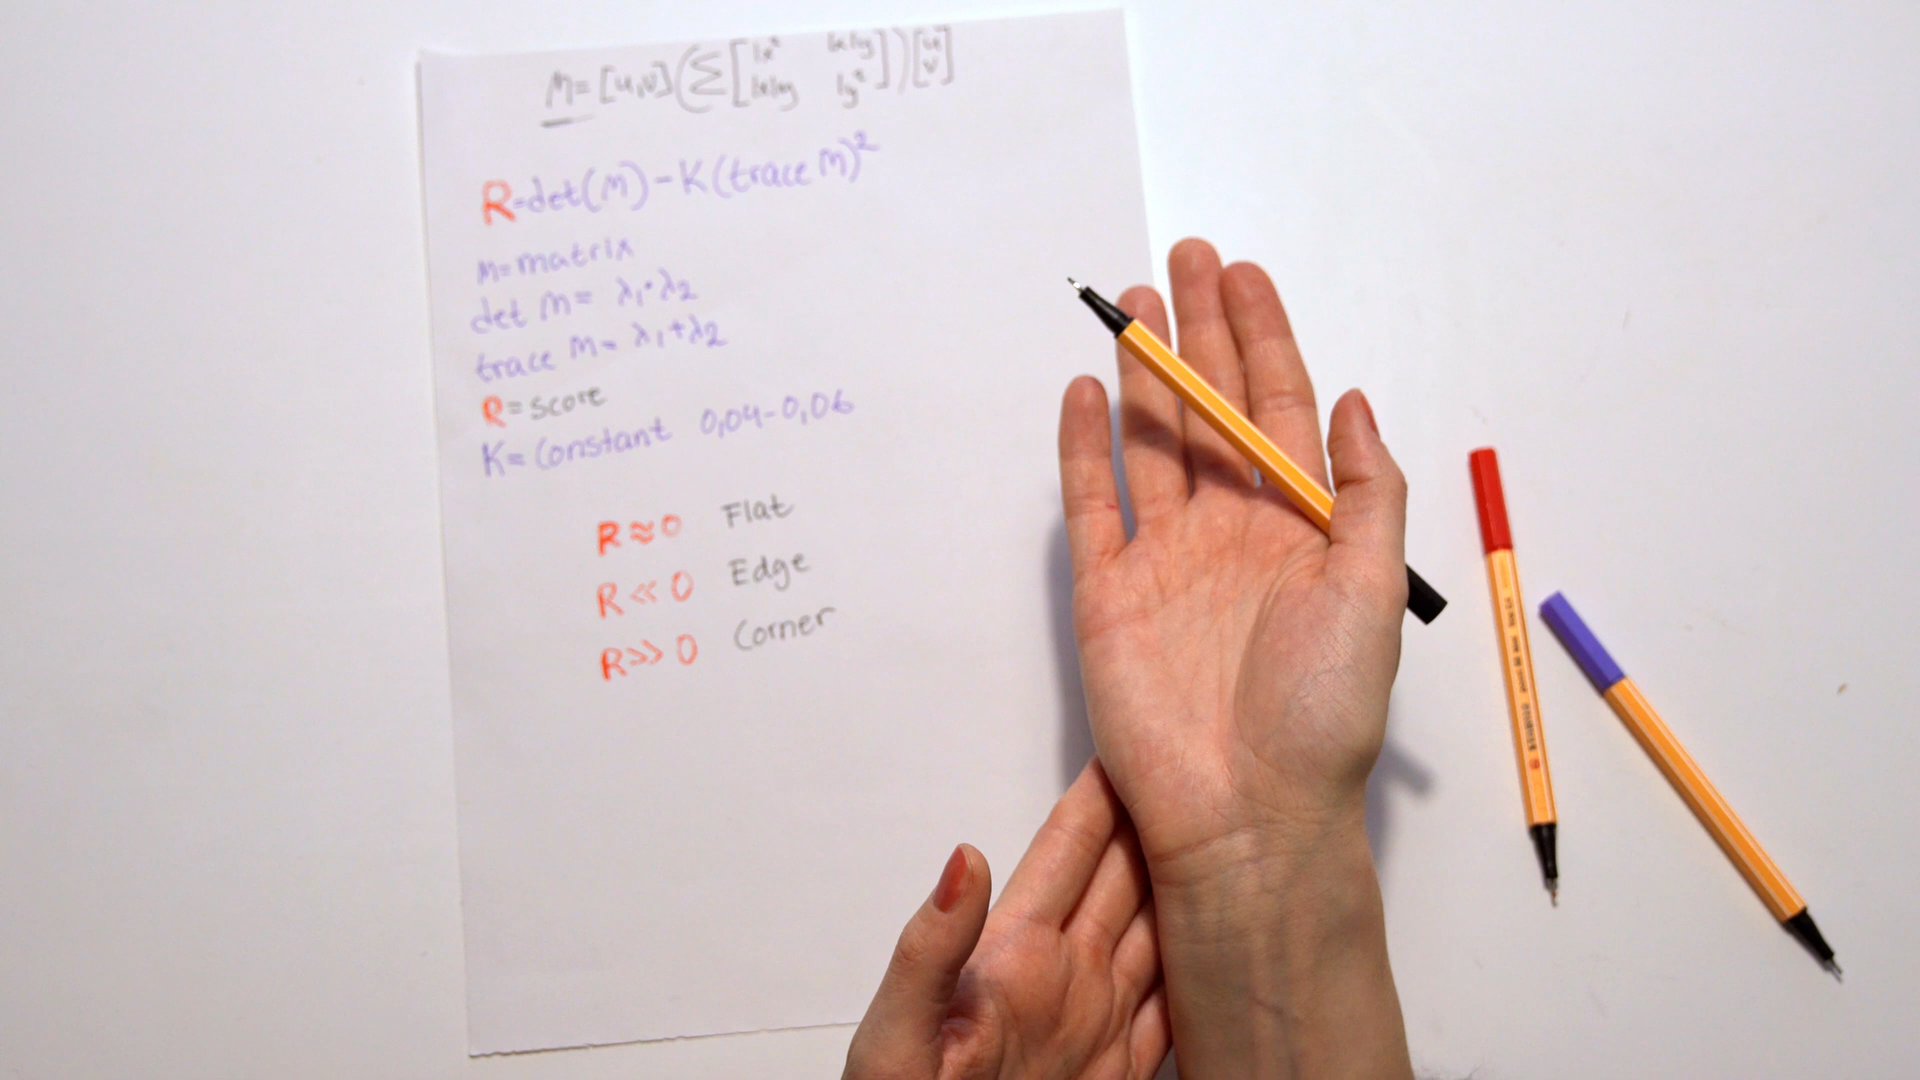 M= [u,v] (Σ [Ix² IxIy IxIy Iy²]) [u v]
R=det(M)-K(trace M)²
M=matrix
det M= λ1·λ2
trace M= λ1+λ2
R=score
K=Constant 0,04-0,06
R≈0 Flat
R<<0 Edge
R>>0 Corner